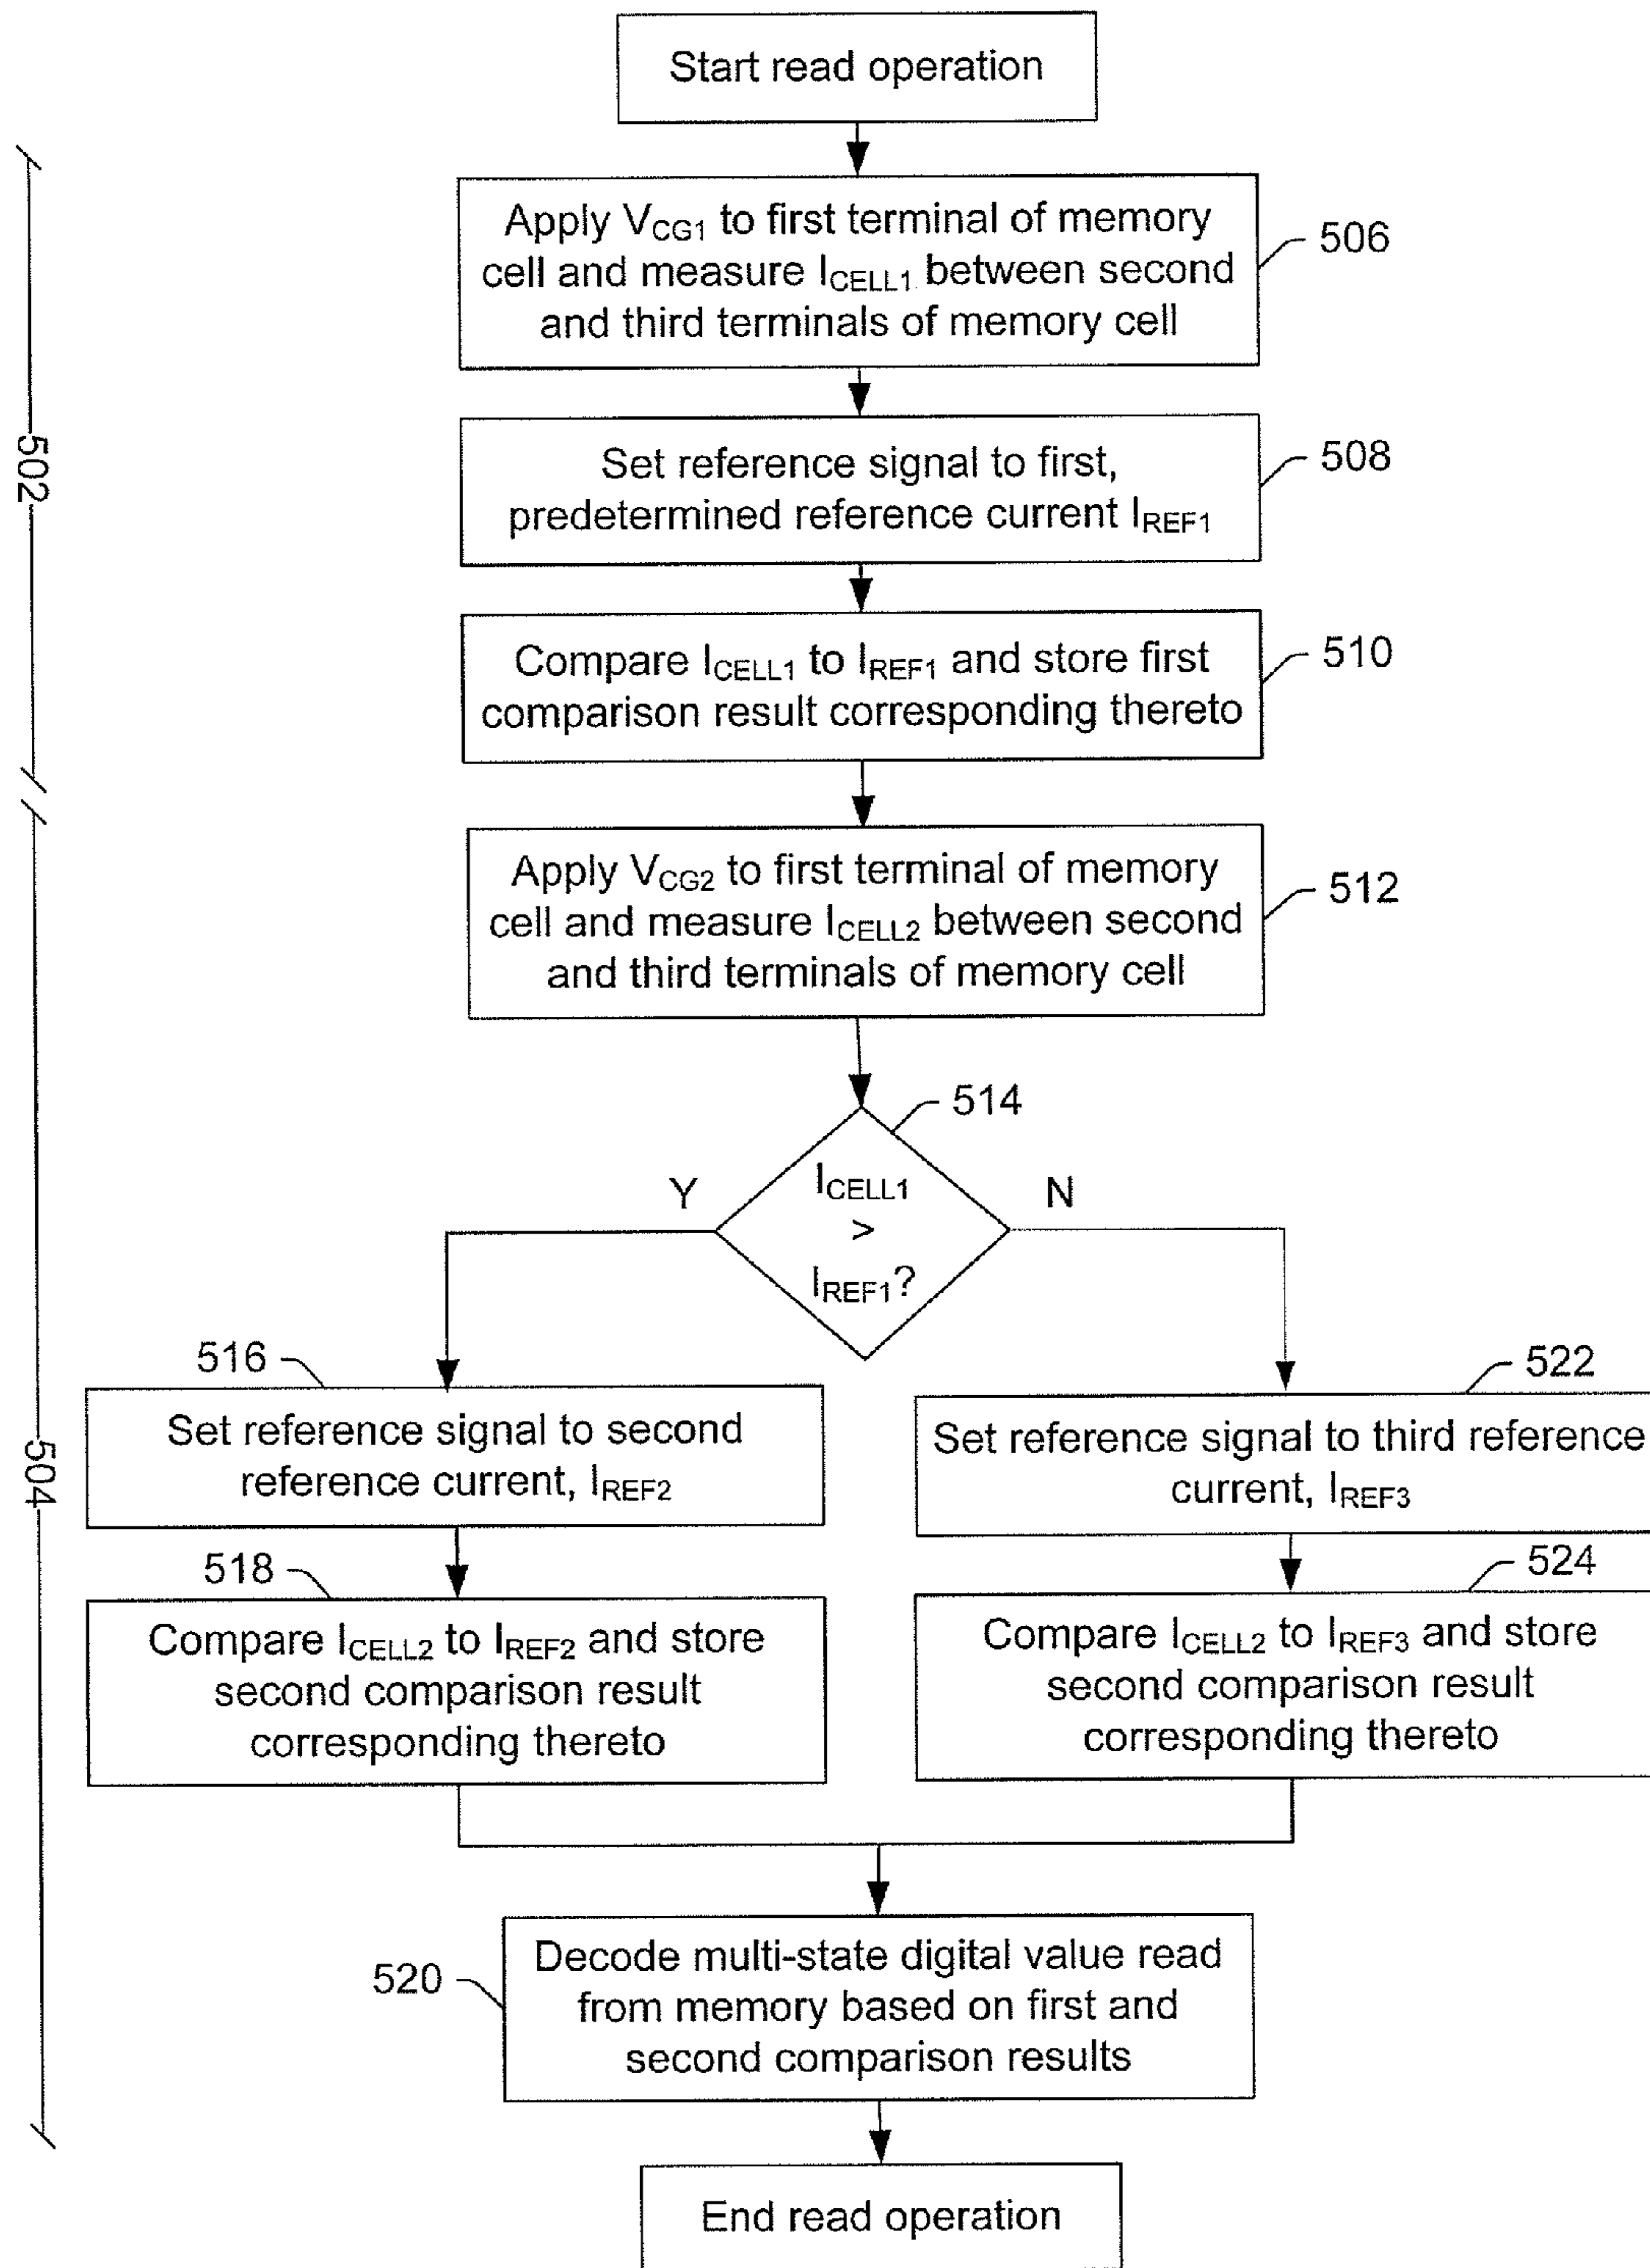 Start read operation
Apply VCG1 to first terminal of memory
cell and measure ICELL1 between second
and third terminals of memory cell
506
Set reference signal to first,
predetermined reference current IREF1
508
502
Compare ICELL1 to IREF1 and store first
comparison result corresponding thereto
510
Apply VCG2 to first terminal of memory
cell and measure ICELL2 between second
and third terminals of memory cell
512
514
ICELL1
>
IREF1?
Y
N
516
Set reference signal to second
reference current, IREF2
522
Set reference signal to third reference
current, IREF3
504
518
Compare ICELL2 to IREF2 and store
second comparison result
corresponding thereto
524
Compare ICELL2 to IREF3 and store
second comparison result
corresponding thereto
520
Decode multi-state digital value read
from memory based on first and
second comparison results
End read operation